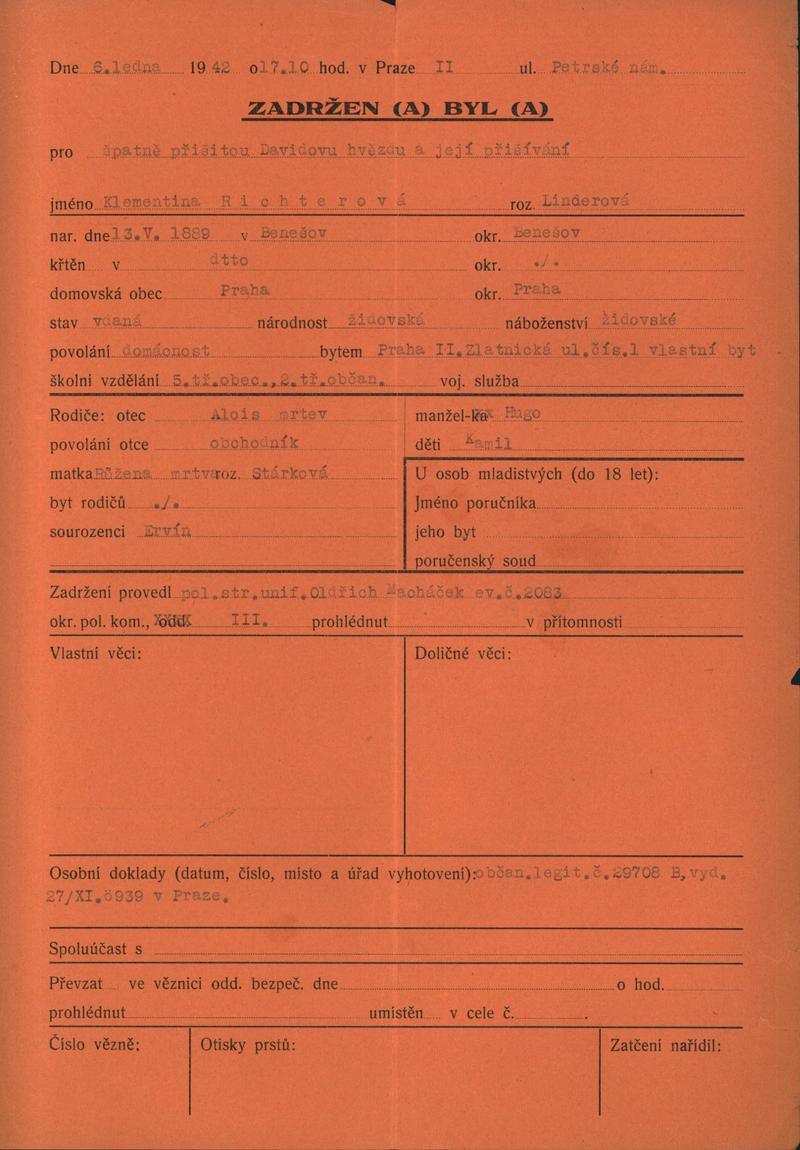 Dne 6.ledna 1942 o17.10 hod. v Praze II ul. Petrské nám.
ZADRŽEN (A) BYL (A)
pro špatně přišitou Davidovu hvězdu a její přišívání
jméno Klementina Richterová roz. Linderová
nar. dne13.V. 1889 v Benešov okr. Benešov
křtěn v dtto okr. ./.
domovská obec Praha okr. Praha
stav vdaná národnost židovská náboženství židovské
povolání domácnost bytem Praha II.Zlatnická ul.čís.1 vlastní byt
školní vzdělání 5.tř.obec.,2.tř.občan. voj. služba
Rodiče: otec Alois mrtev manžel-ka Hugo
povolání otce obchodník děti Kamil
matka Růžena mrtva roz. Stárková U osob mladistvých (do 18 let):
byt rodičů ./. Jméno poručníka
sourozenci Ervín jeho byt
poručenský soud
Zadržení provedl pol.str.unif.Oldřich Macháček ev.č.2083
okr. pol. kom., odd. III. prohlédnut v přítomnosti
Vlastní věci: Doličné věci:
Osobní doklady (datum, číslo, místo a úřad vyhotovení):občan.legit.č.29708 B,vyd.
27/XI.ö939 v Praze.
Spoluúčast s
Převzat ve věznici odd. bezpeč. dne o hod.
prohlédnut umístěn v cele č. .
Číslo vězně: Otisky prstů: Zatčení nařídil: